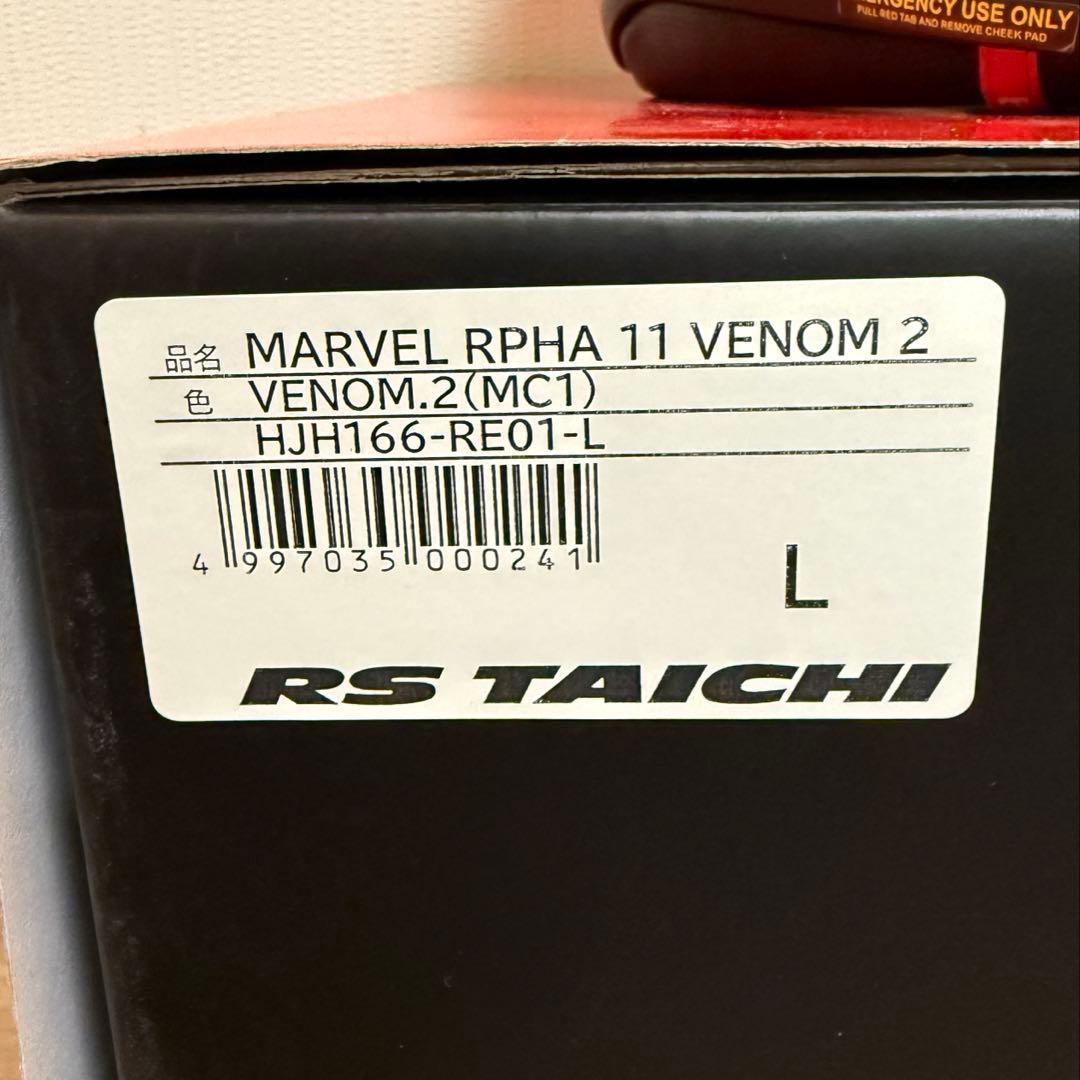 USE ONLY
PULL RED TAB AND REMOVE CHEEK PAD
品名 MARVEL RPHA 11 VENOM 2
色 VENOM.2(MC1)
HJH166-RE01-L
4 997035 000241
L
RS TAICHI